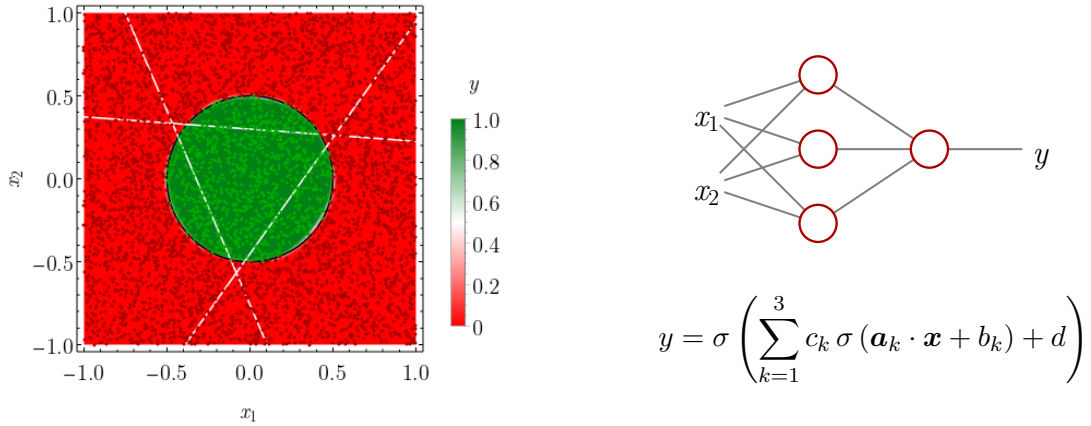 1.0
0.5
0.0
−0.5
−1.0
x₂
−1.0 −0.5 0.0 0.5 1.0
x₁
y
1.0
0.8
0.6
0.4
0.2
0
x₁
x₂
y
y = σ ( ∑_{k=1}^{3} c_k σ (a_k · x + b_k) + d )